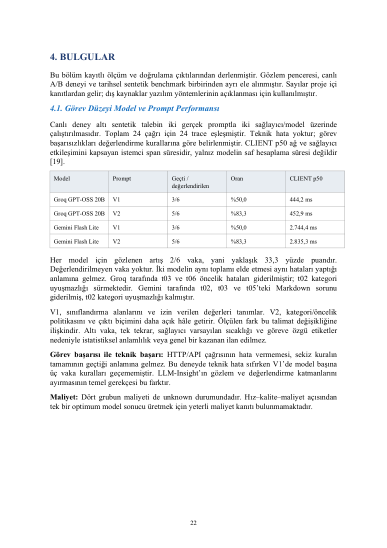 4. BULGULAR
Bu bölüm kayıtlı ölçüm ve doğrulama çıktılarından derlenmiştir. Gözlem penceresi, canlı
A/B deneyi ve tarihsel sentetik benchmark birbirinden ayrı ele alınmıştır. Sayılar proje içi
kanıtlardan gelir; dış kaynaklar yazılım yöntemlerinin açıklanması için kullanılmıştır.
4.1. Görev Düzeyi Model ve Prompt Performansı
Canlı deney altı sentetik talebin iki gerçek promptla iki sağlayıcı/model üzerinde
çalıştırılmasıdır. Toplam 24 çağrı için 24 trace eşleşmiştir. Teknik hata yoktur; görev
başarısızlıkları değerlendirme kurallarına göre belirlenmiştir. CLIENT p50 ağ ve sağlayıcı
etkileşimini kapsayan istemci span süresidir, yalnız modelin saf hesaplama süresi değildir
[19].
Model Prompt Geçti / değerlendirilen Oran CLIENT p50
Groq GPT-OSS 20B V1 3/6 %50,0 444,2 ms
Groq GPT-OSS 20B V2 5/6 %83,3 452,9 ms
Gemini Flash Lite V1 3/6 %50,0 2.744,4 ms
Gemini Flash Lite V2 5/6 %83,3 2.835,3 ms
Her model için gözlenen artış 2/6 vaka, yani yaklaşık 33,3 yüzde puandır.
Değerlendirilmeyen vaka yoktur. İki modelin aynı toplamı elde etmesi aynı hataları yaptığı
anlamına gelmez. Groq tarafında t03 ve t06 öncelik hataları giderilmiştir; t02 kategori
uyuşmazlığı sürmektedir. Gemini tarafında t02, t03 ve t05’teki Markdown sorunu
giderilmiş, t02 kategori uyuşmazlığı kalmıştır.
V1, sınıflandırma alanlarını ve izin verilen değerleri tanımlar. V2, kategori/öncelik
politikasını ve çıktı biçimini daha açık hâle getirir. Ölçülen fark bu talimat değişikliğine
ilişkindir. Altı vaka, tek tekrar, sağlayıcı varsayılan sıcaklığı ve göreve özgü etiketler
nedeniyle istatistiksel anlamlılık veya genel bir kazanan ilan edilmez.
Görev başarısı ile teknik başarı: HTTP/API çağrısının hata vermemesi, sekiz kuralın
tamamının geçtiği anlamına gelmez. Bu deneyde teknik hata sıfırken V1’de model başına
üç vaka kuralları geçememiştir. LLM-Insight’ın gözlem ve değerlendirme katmanlarını
ayırmasının temel gerekçesi bu farktır.
Maliyet: Dört grubun maliyeti de unknown durumundadır. Hız–kalite–maliyet açısından
tek bir optimum model sonucu üretmek için yeterli maliyet kanıtı bulunmamaktadır.
22